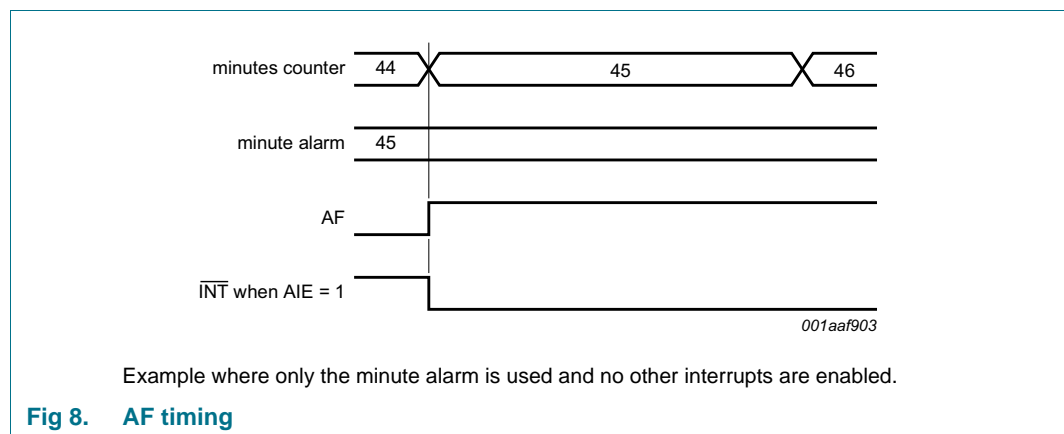 minutes counter 44 45 46
minute alarm 45
AF
INT when AIE = 1
001aaf903
Example where only the minute alarm is used and no other interrupts are enabled.
Fig 8. AF timing